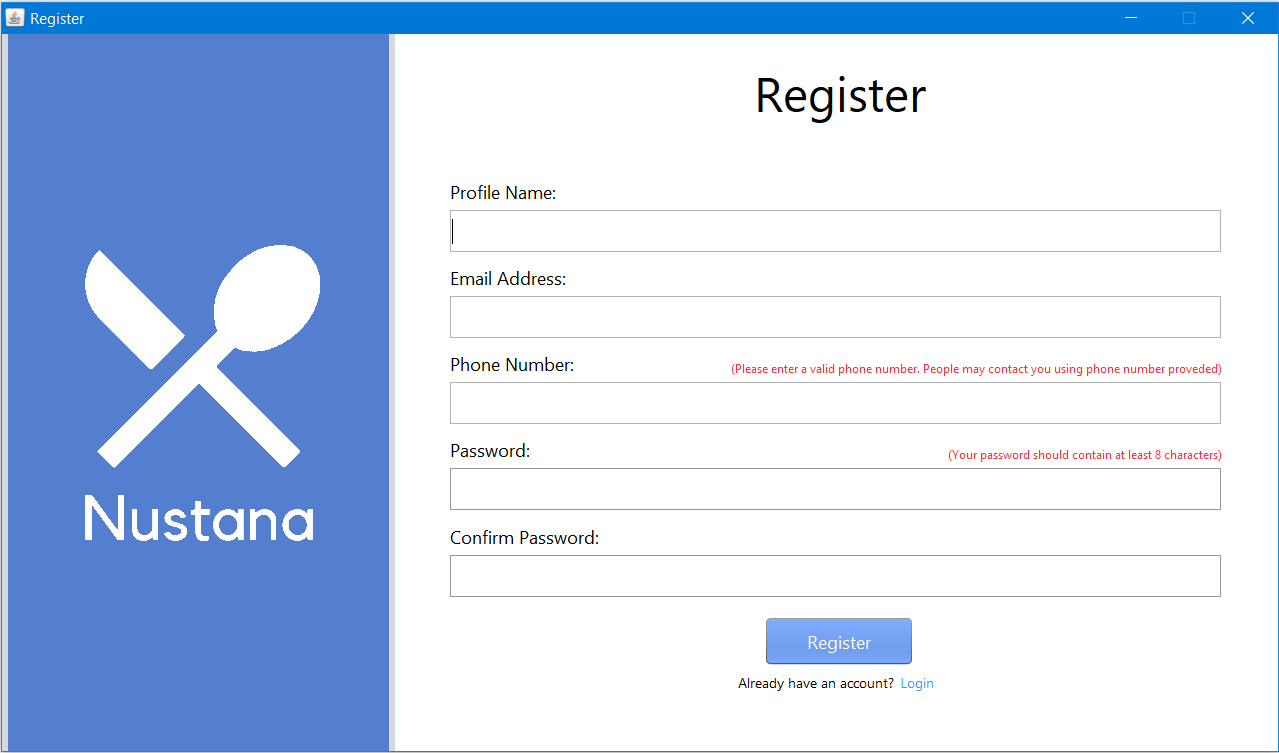 Register
Register
Profile Name:
Email Address:
Phone Number:
(Please enter a valid phone number. People may contact you using phone number proveded)
Password:
(Your password should contain at least 8 characters)
Confirm Password:
Register
Already have an account? Login
Nustana